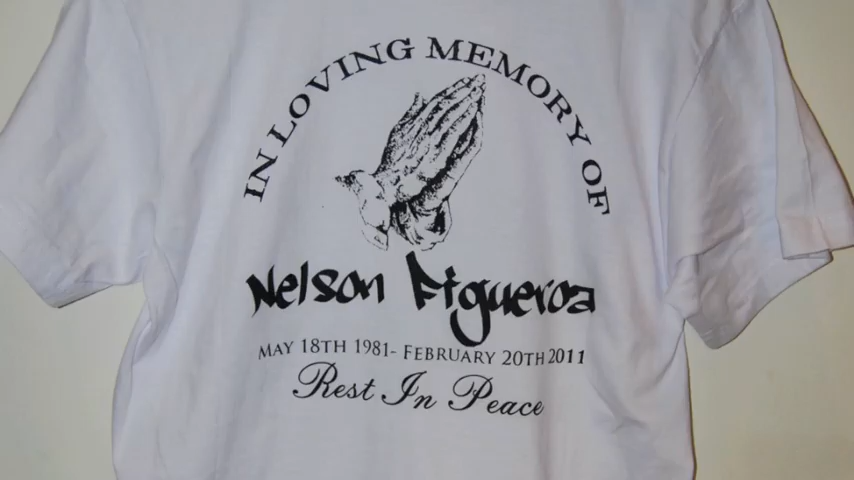 IN LOVING MEMORY OF
Nelson Figueroa
MAY 18TH 1981- FEBRUARY 20TH 2011
Rest In Peace